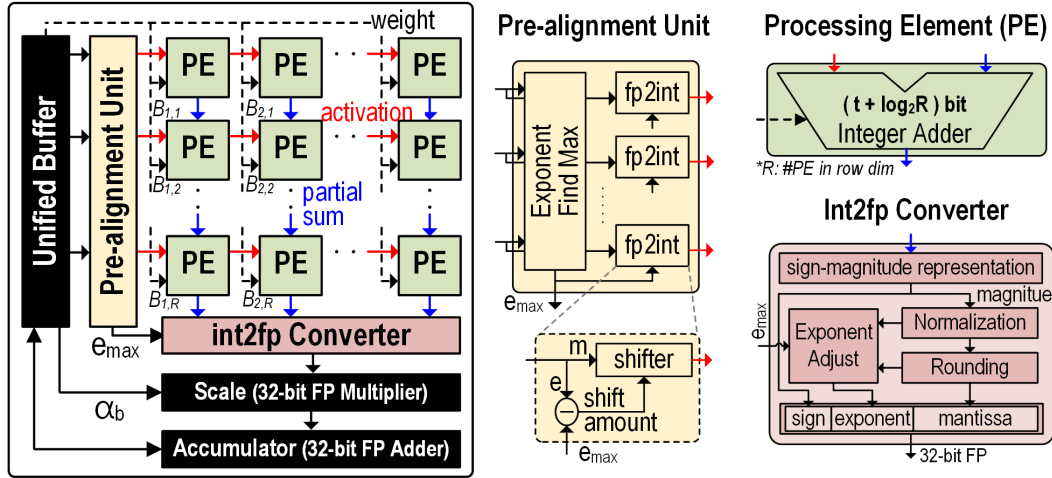 weight
Unified Buffer
Pre-alignment Unit
PE
PE
PE
B1,1
B2,1
activation
PE
PE
PE
B1,2
B2,2
partial
sum
PE
PE
PE
B1,R
B2,R
emax
int2fp Converter
αb
Scale (32-bit FP Multiplier)
Accumulator (32-bit FP Adder)
Pre-alignment Unit
Exponent
Find Max
fp2int
fp2int
fp2int
emax
m
shifter
e
shift
amount
emax
Processing Element (PE)
( t + log2R ) bit
Integer Adder
*R: #PE in row dim
Int2fp Converter
sign-magnitude representation
magnitue
emax
Exponent
Adjust
Normalization
Rounding
sign exponent mantissa
32-bit FP